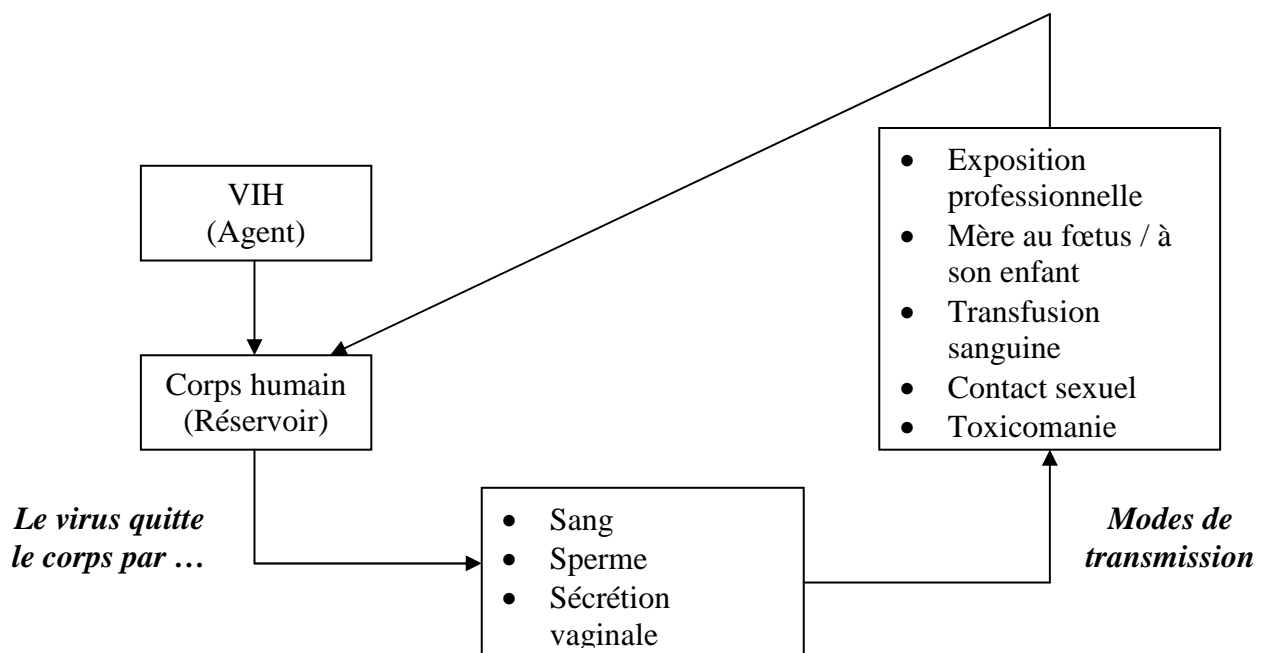 VIH
(Agent)
Corps humain
(Réservoir)
Le virus quitte
le corps par …
• Sang
• Sperme
• Sécrétion
vaginale
• Exposition
professionnelle
• Mère au fœtus / à
son enfant
• Transfusion
sanguine
• Contact sexuel
• Toxicomanie
Modes de
transmission